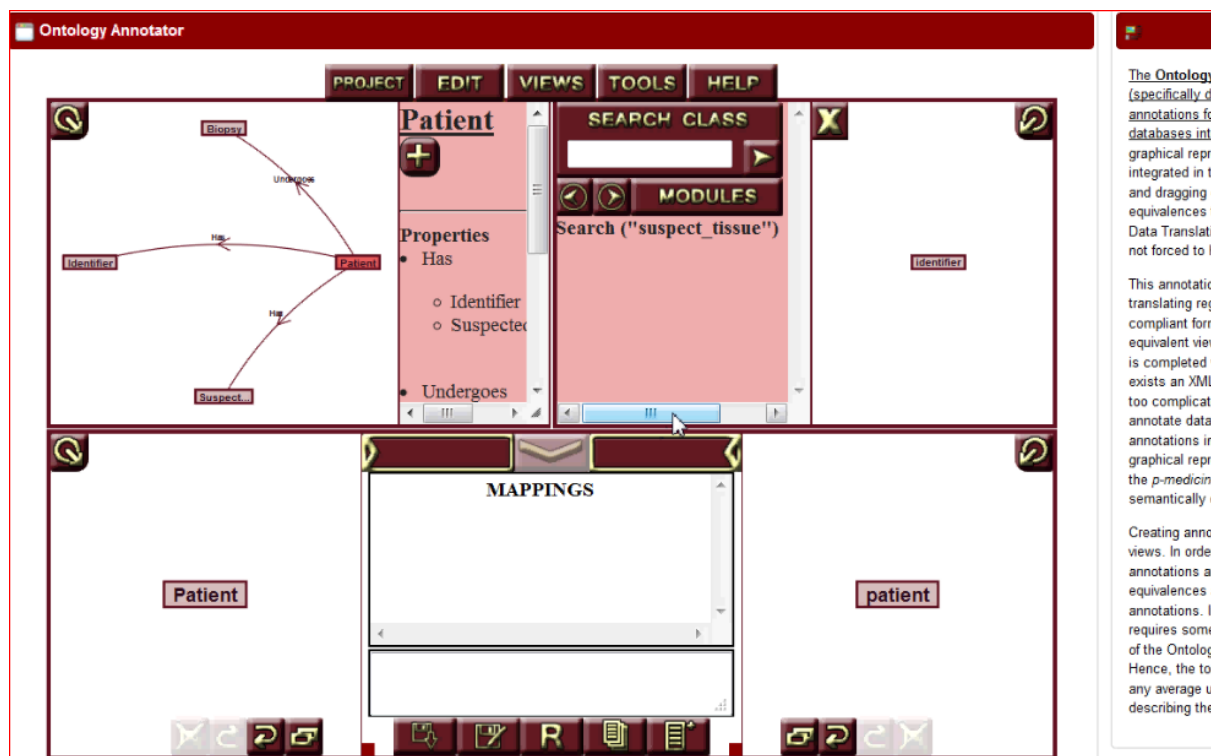 Ontology Annotator
PROJECT EDIT VIEWS TOOLS HELP
Biopsy
Undergoes
Has
Identifier
Patient
Has
Suspect...
Patient
Properties
Has
Identifier
Suspected
Undergoes
SEARCH CLASS
MODULES
Search ("suspect_tissue")
identifier
Patient
MAPPINGS
R
patient
The Ontology
(specifically d
annotations fo
databases int
graphical repr
integrated in t
and dragging
equivalences
Data Translati
not forced to
This annotatio
translating reg
compliant form
equivalent view
is completed
exists an XML
too complicat
annotate data
annotations in
graphical repr
the p-medicin
semantically
Creating anno
views. In orde
annotations a
equivalences
annotations. I
requires some
of the Ontolog
Hence, the to
any average u
describing the